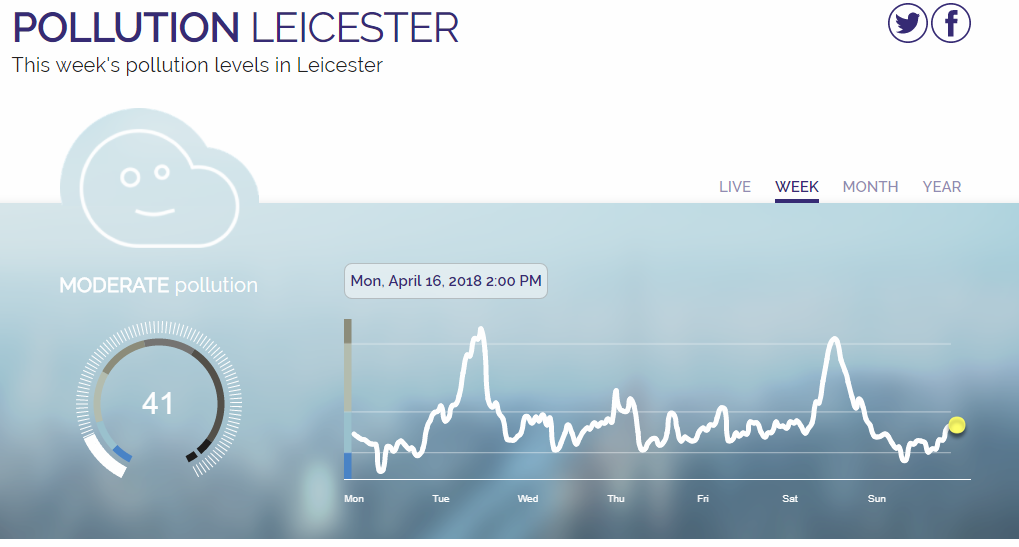 POLLUTION LEICESTER
This week's pollution levels in Leicester
LIVE WEEK MONTH YEAR
MODERATE pollution
Mon, April 16, 2018 2:00 PM
41
Mon Tue Wed Thu Fri Sat Sun